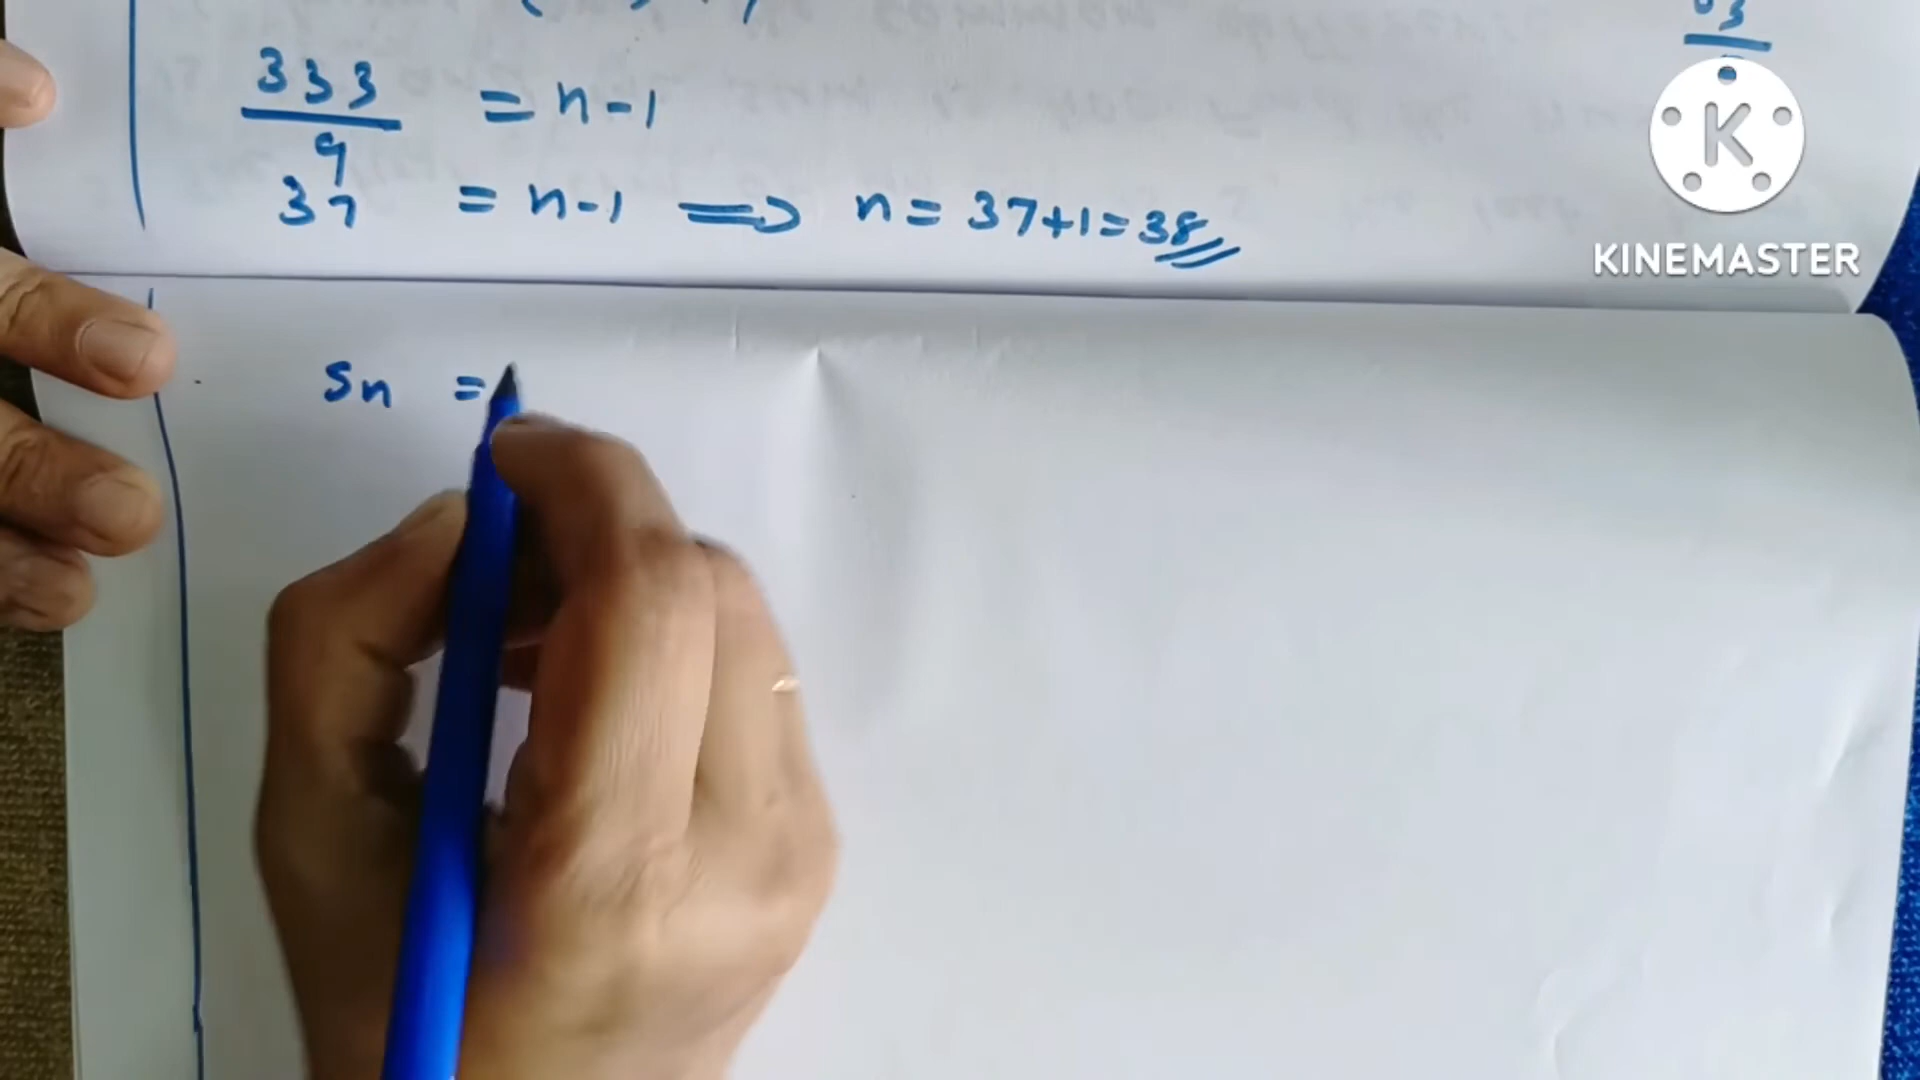 333
9
= n-1
37 = n-1 ⟹ n = 37+1=38
K
KINEMASTER
Sn =